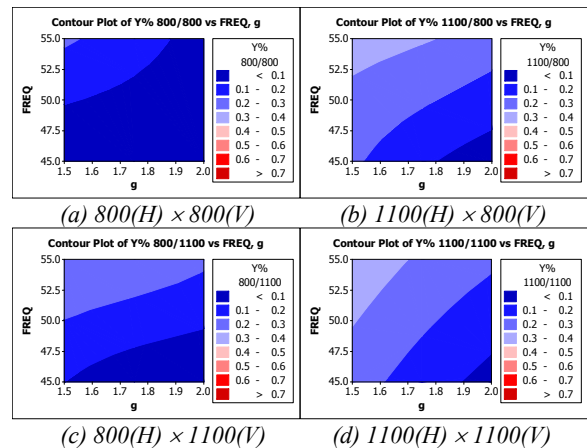 Contour Plot of Y% 800/800 vs FREQ, g
Y%
800/800
< 0.1
0.1 - 0.2
0.2 - 0.3
0.3 - 0.4
0.4 - 0.5
0.5 - 0.6
0.6 - 0.7
> 0.7
FREQ
55.0
52.5
50.0
47.5
45.0
1.5 1.6 1.7 1.8 1.9 2.0
g
(a) 800(H) × 800(V)
Contour Plot of Y% 1100/800 vs FREQ, g
Y%
1100/800
< 0.1
0.1 - 0.2
0.2 - 0.3
0.3 - 0.4
0.4 - 0.5
0.5 - 0.6
0.6 - 0.7
> 0.7
FREQ
55.0
52.5
50.0
47.5
45.0
1.5 1.6 1.7 1.8 1.9 2.0
g
(b) 1100(H) × 800(V)
Contour Plot of Y% 800/1100 vs FREQ, g
Y%
800/1100
< 0.1
0.1 - 0.2
0.2 - 0.3
0.3 - 0.4
0.4 - 0.5
0.5 - 0.6
0.6 - 0.7
> 0.7
FREQ
55.0
52.5
50.0
47.5
45.0
1.5 1.6 1.7 1.8 1.9 2.0
g
(c) 800(H) × 1100(V)
Contour Plot of Y% 1100/1100 vs FREQ, g
Y%
1100/1100
< 0.1
0.1 - 0.2
0.2 - 0.3
0.3 - 0.4
0.4 - 0.5
0.5 - 0.6
0.6 - 0.7
> 0.7
FREQ
55.0
52.5
50.0
47.5
45.0
1.5 1.6 1.7 1.8 1.9 2.0
g
(d) 1100(H) × 1100(V)